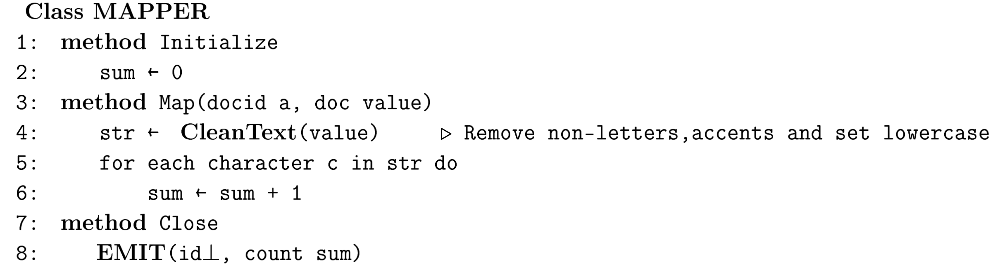 Class MAPPER
1: method Initialize
2: sum ← 0
3: method Map(docid a, doc value)
4: str ← CleanText(value) ▷ Remove non-letters,accents and set lowercase
5: for each character c in str do
6: sum ← sum + 1
7: method Close
8: EMIT(id⊥, count sum)